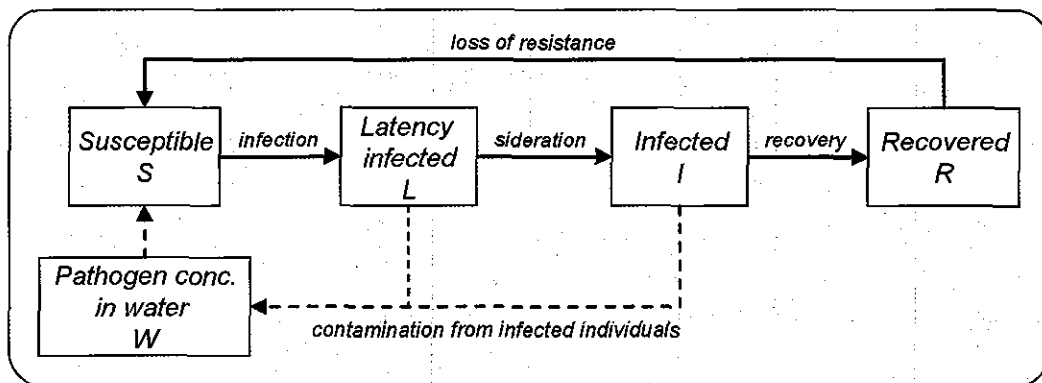 loss of resistance
Susceptible
S
infection
Latency
infected
L
sideration
Infected
I
recovery
Recovered
R
Pathogen conc.
in water
W
contamination from infected individuals